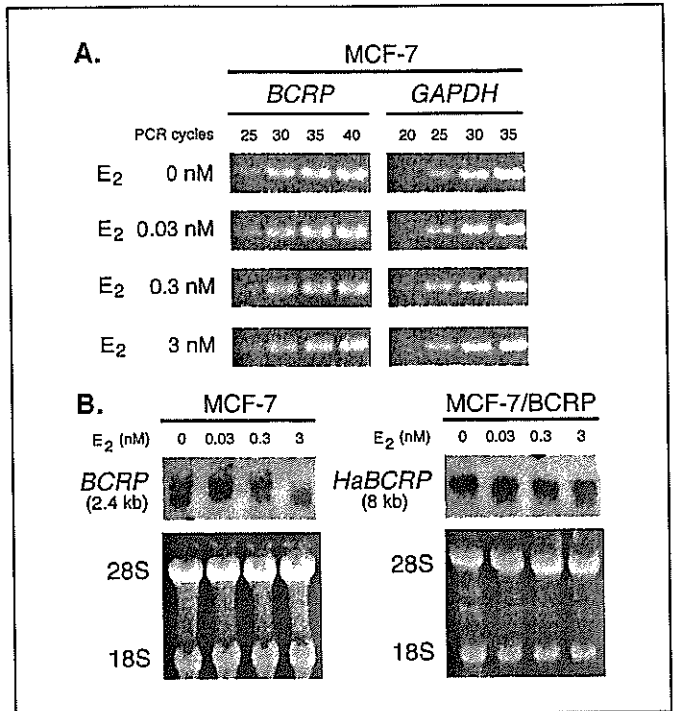 A.
MCF-7
BCRP GAPDH
PCR cycles 25 30 35 40 20 25 30 35
E2 0 nM
E2 0.03 nM
E2 0.3 nM
E2 3 nM
B.
MCF-7 MCF-7/BCRP
E2 (nM) 0 0.03 0.3 3 E2 (nM) 0 0.03 0.3 3
BCRP HaBCRP
(2.4 kb) (8 kb)
28S 28S
18S 18S